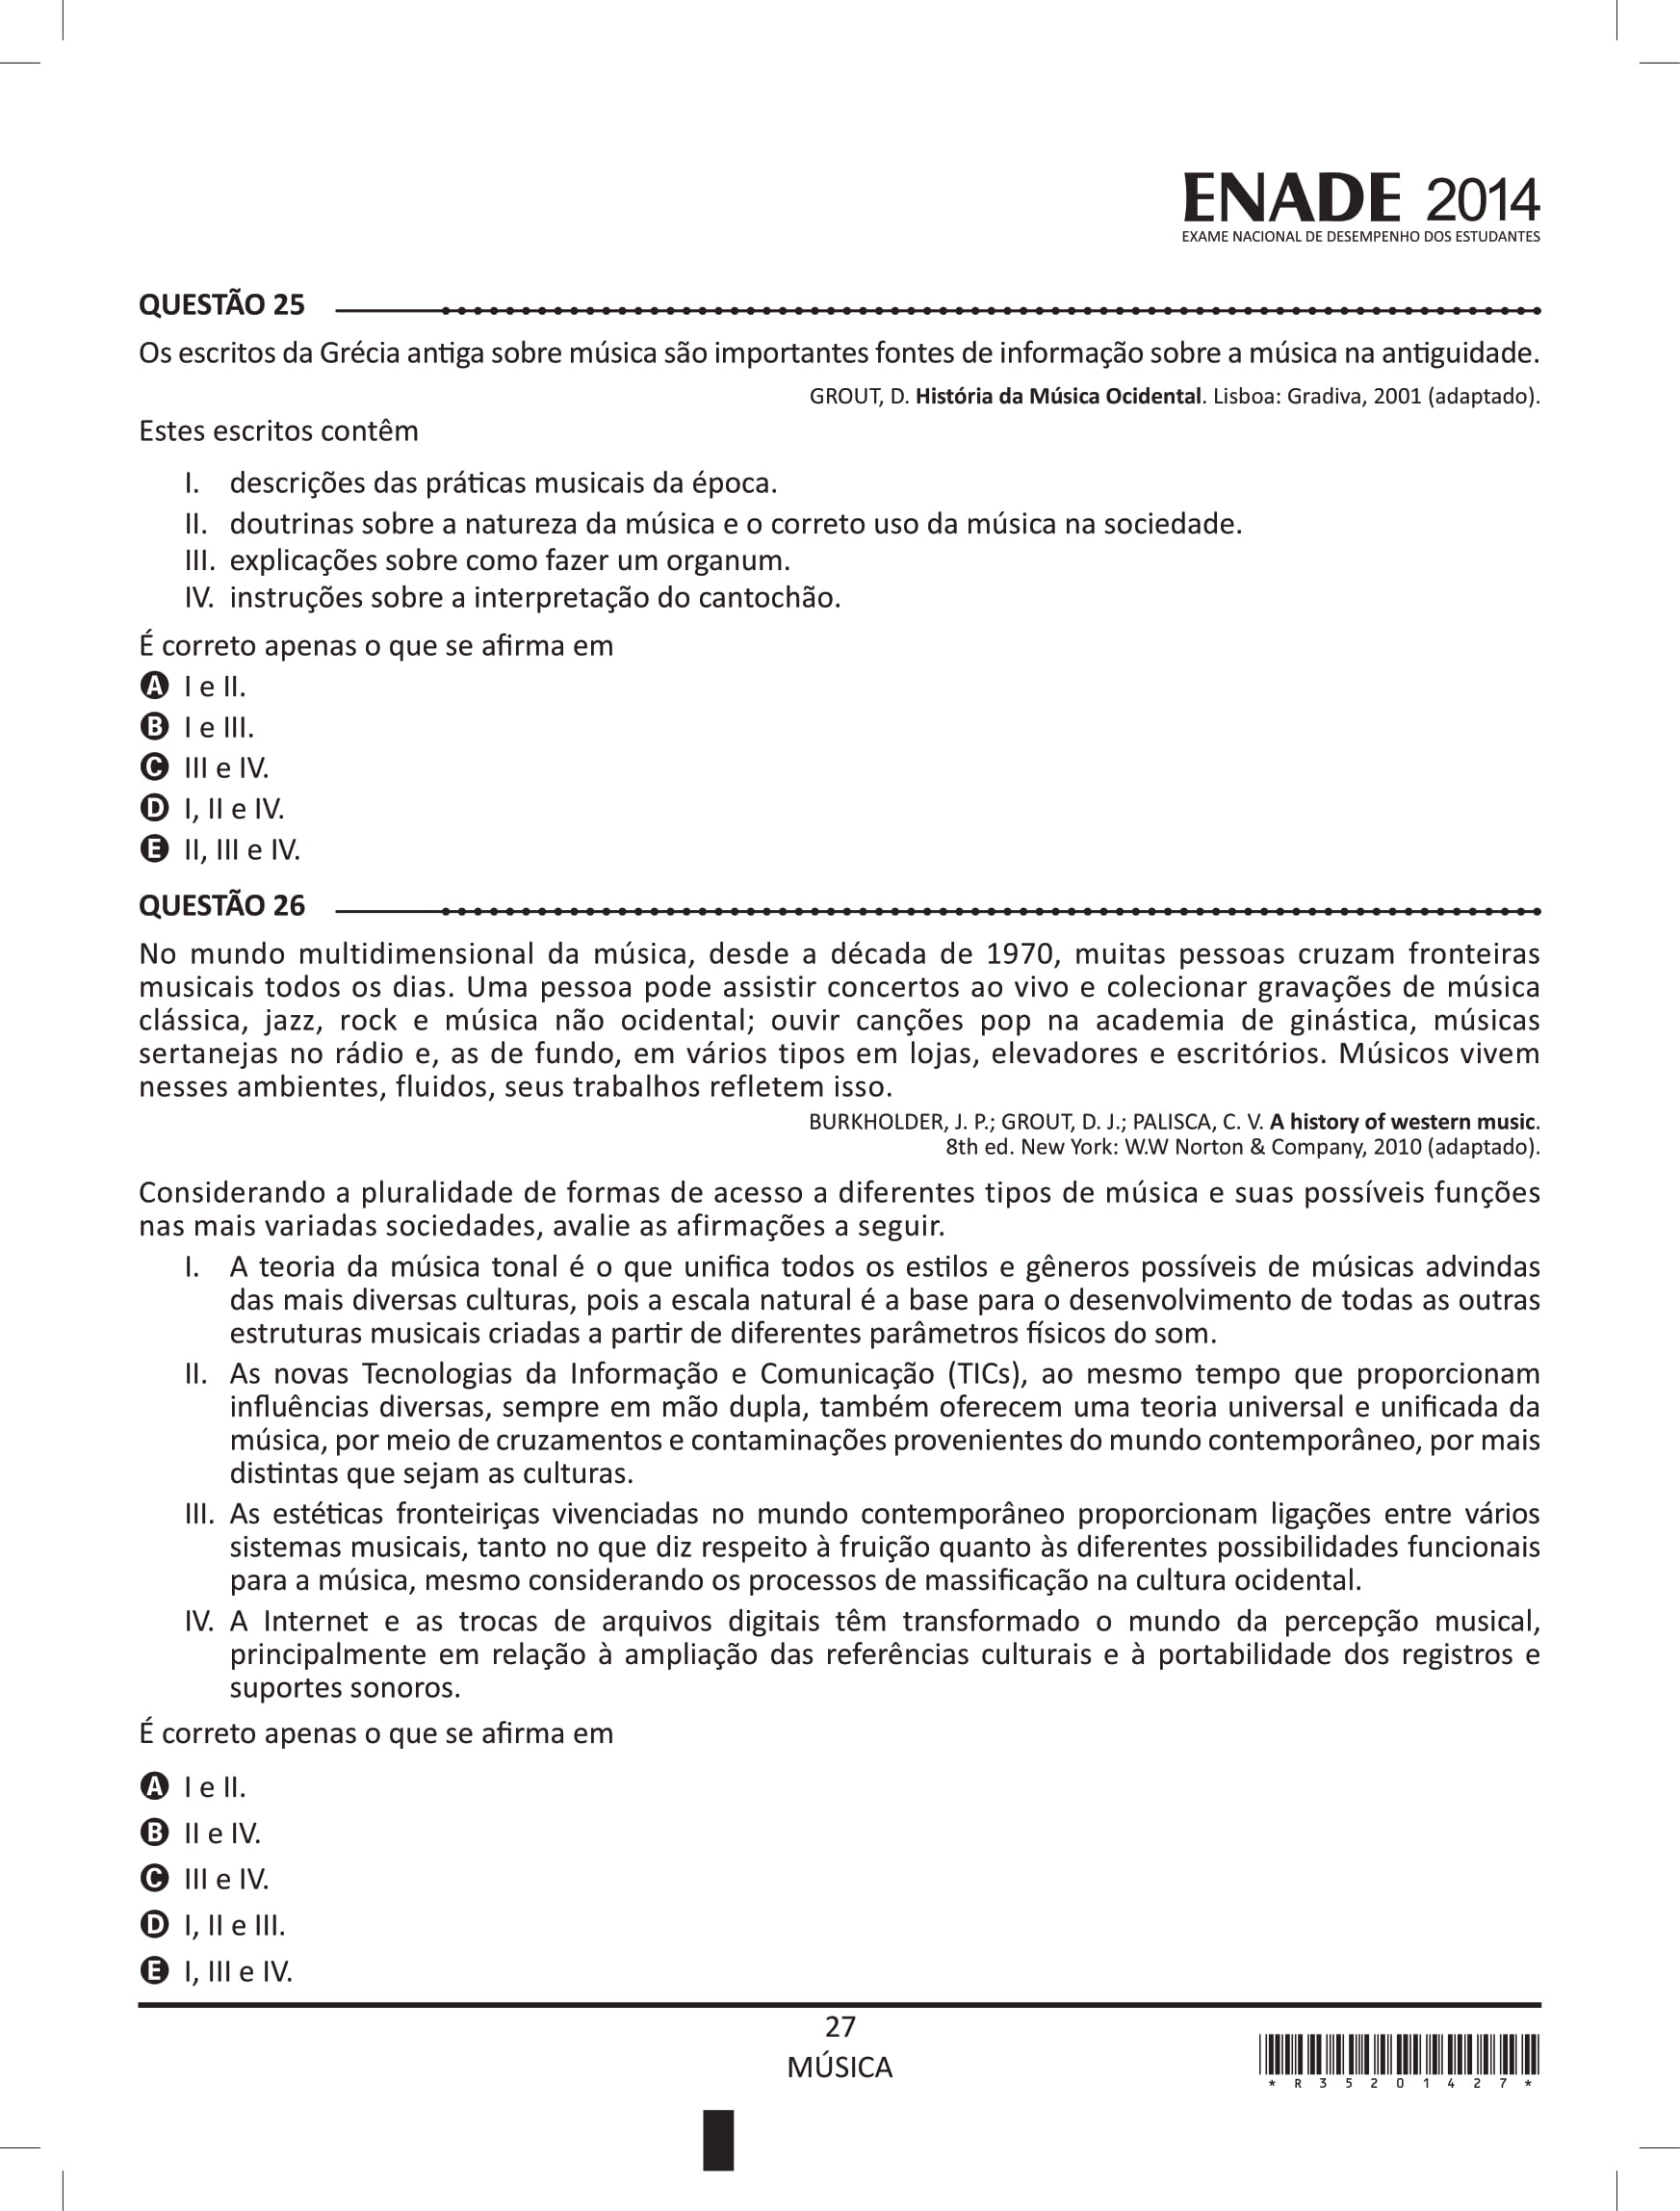 ENADE 2014
EXAME NACIONAL DE DESEMPENHO DOS ESTUDANTES
QUESTÃO 25
Os escritos da Grécia antiga sobre música são importantes fontes de informação sobre a música na antiguidade.
GROUT, D. História da Música Ocidental. Lisboa: Gradiva, 2001 (adaptado).
Estes escritos contêm
I. descrições das práticas musicais da época.
II. doutrinas sobre a natureza da música e o correto uso da música na sociedade.
III. explicações sobre como fazer um organum.
IV. instruções sobre a interpretação do cantochão.
É correto apenas o que se afirma em
A I e II.
B I e III.
C III e IV.
D I, II e IV.
E II, III e IV.
QUESTÃO 26
No mundo multidimensional da música, desde a década de 1970, muitas pessoas cruzam fronteiras
musicais todos os dias. Uma pessoa pode assistir concertos ao vivo e colecionar gravações de música
clássica, jazz, rock e música não ocidental; ouvir canções pop na academia de ginástica, músicas
sertanejas no rádio e, as de fundo, em vários tipos em lojas, elevadores e escritórios. Músicos vivem
nesses ambientes, fluidos, seus trabalhos refletem isso.
BURKHOLDER, J. P.; GROUT, D. J.; PALISCA, C. V. A history of western music.
8th ed. New York: W.W Norton & Company, 2010 (adaptado).
Considerando a pluralidade de formas de acesso a diferentes tipos de música e suas possíveis funções
nas mais variadas sociedades, avalie as afirmações a seguir.
I. A teoria da música tonal é o que unifica todos os estilos e gêneros possíveis de músicas advindas
das mais diversas culturas, pois a escala natural é a base para o desenvolvimento de todas as outras
estruturas musicais criadas a partir de diferentes parâmetros físicos do som.
II. As novas Tecnologias da Informação e Comunicação (TICs), ao mesmo tempo que proporcionam
influências diversas, sempre em mão dupla, também oferecem uma teoria universal e unificada da
música, por meio de cruzamentos e contaminações provenientes do mundo contemporâneo, por mais
distintas que sejam as culturas.
III. As estéticas fronteiriças vivenciadas no mundo contemporâneo proporcionam ligações entre vários
sistemas musicais, tanto no que diz respeito à fruição quanto às diferentes possibilidades funcionais
para a música, mesmo considerando os processos de massificação na cultura ocidental.
IV. A Internet e as trocas de arquivos digitais têm transformado o mundo da percepção musical,
principalmente em relação à ampliação das referências culturais e à portabilidade dos registros e
suportes sonoros.
É correto apenas o que se afirma em
A I e II.
B II e IV.
C III e IV.
D I, II e III.
E I, III e IV.
27
MÚSICA
* R 3 5 2 0 1 4 2 7 *